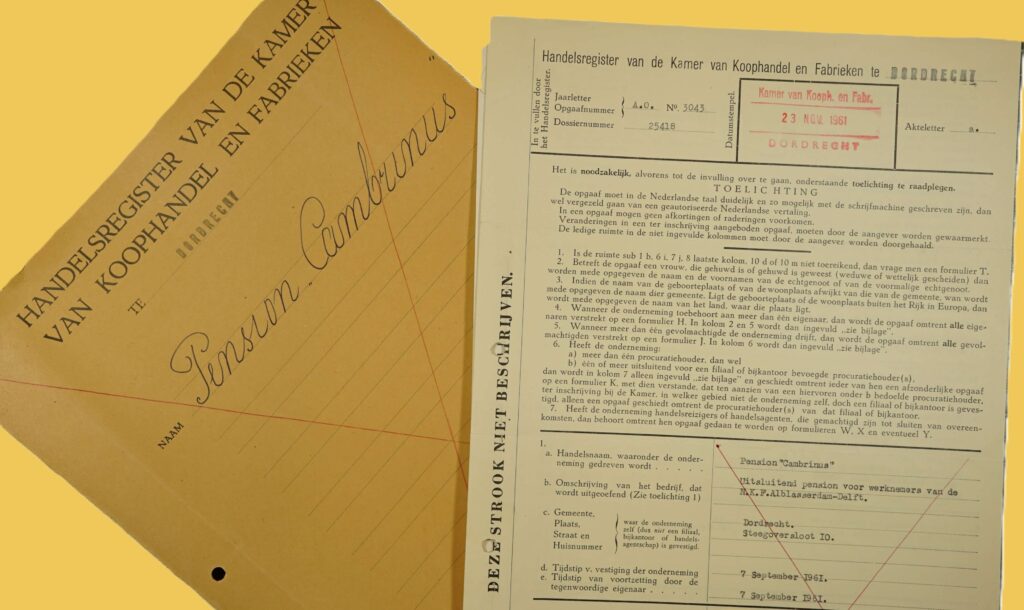 HANDELSREGISTER VAN DE KAMER
VAN KOOPHANDEL EN FABRIEKEN
TE
DORDRECHT
NAAM
Pension „Cambrinus"
Handelsregister van de Kamer van Koophandel en Fabrieken te DORDRECHT
In te vullen door
het Handelsregister.
Jaarletter
Opgaafnummer
A.O. No. 3043
Dossiernummer
25418
Datumstempel.
Kamer van Kooph. en Fabr.
23 NOV. 1961
DORDRECHT
Akteletter a.
Het is noodzakelijk, alvorens tot de invulling over te gaan, onderstaande toelichting te raadplegen.
TOELICHTING
De opgaaf moet in de Nederlandse taal duidelijk en zo mogelijk met de schrijfmachine geschreven zijn, dan
wel vergezeld gaan van een geautoriseerde Nederlandse vertaling.
In een opgaaf mogen geen afkortingen of raderingen voorkomen.
Veranderingen in een ter inschrijving aangeboden opgaaf, moeten door de aangever worden gewaarmerkt.
De ledige ruimte in de niet ingevulde kolommen moet door de aangever worden doorgehaald.
1. Is de ruimte sub 1 b, 6 i, 7 j, 8 laatste kolom, 10 d of 10 m niet toereikend, dan vrage men een formulier T.
2. Betreft de opgaaf een vrouw, die gehuwd is of gehuwd is geweest (weduwe of wettelijk gescheiden) dan
worden mede opgegeven de naam en de voornamen van de echtgenoot of van de voormalige echtgenoot.
3. Indien de naam van de geboorteplaats of van de woonplaats afwijkt van die van de gemeente, wan wordt
mede opgegeven de naam dier gemeente. Ligt de geboorteplaats of de woonplaats buiten het Rijk in Europa, dan
wordt mede opgegeven de naam van het land, waar die plaats ligt.
4. Wanneer de onderneming toebehoort aan meer dan één eigenaar, dan wordt de opgaaf omtrent alle eige-
naren verstrekt op een formulier H. In kolom 2 en 5 wordt dan ingevuld „zie bijlage".
5. Wanneer meer dan één gevolmachtigde de onderneming drijft, dan wordt de opgaaf omtrent alle gevol-
machtigden verstrekt op een formulier J. In kolom 6 wordt dan ingevuld „zie bijlage".
6. Heeft de onderneming:
a) meer dan één procuratiehouder, dan wel
b) één of meer uitsluitend voor een filiaal of bijkantoor bevoegde procuratiehouder(s),
dan wordt in kolom 7 alleen ingevuld „zie bijlage" en geschiedt omtrent ieder van hen een afzonderlijke opgaaf
op een formulier K, met dien verstande, dat ten aanzien van een hiervoren onder b bedoelde procuratiehouder,
ter inschrijving bij de Kamer, in welker gebied niet de onderneming zelf, doch een filiaal of bijkantoor is geves-
tigd, alleen een opgaaf geschiedt omtrent de procuratiehouder(s) van dat filiaal of bijkantoor.
7. Heeft de onderneming handelsreizigers of handelsagenten, die gemachtigd zijn tot sluiten van overeen-
komsten, dan behoort omtrent hen opgaaf gedaan te worden op formulieren W, X en eventueel Y.
DEZE STROOK NIET BESCHRIJVEN.
1.
a. Handelsnaam, waaronder de onder-
neming gedreven wordt . . . . .
Pension "Cambrinus"
b. Omschrijving van het bedrijf, dat
wordt uitgeoefend (Zie toelichting 1)
Uitsluitend pension voor werknemers van de
N.K.F.Alblasserdam-Delft.
c. Gemeente,
Plaats,
Straat en
Huisnummer
waar de onderneming
zelf (dus niet een filiaal,
bijkantoor of handels-
agentschap) is gevestigd.
Dordrecht.
Steegoversloot 10.
d. Tijdstip v. vestiging der onderneming
7 September 1961.
e. Tijdstip van voortzetting door de
tegenwoordige eigenaar . . . . .
7 September 1961.